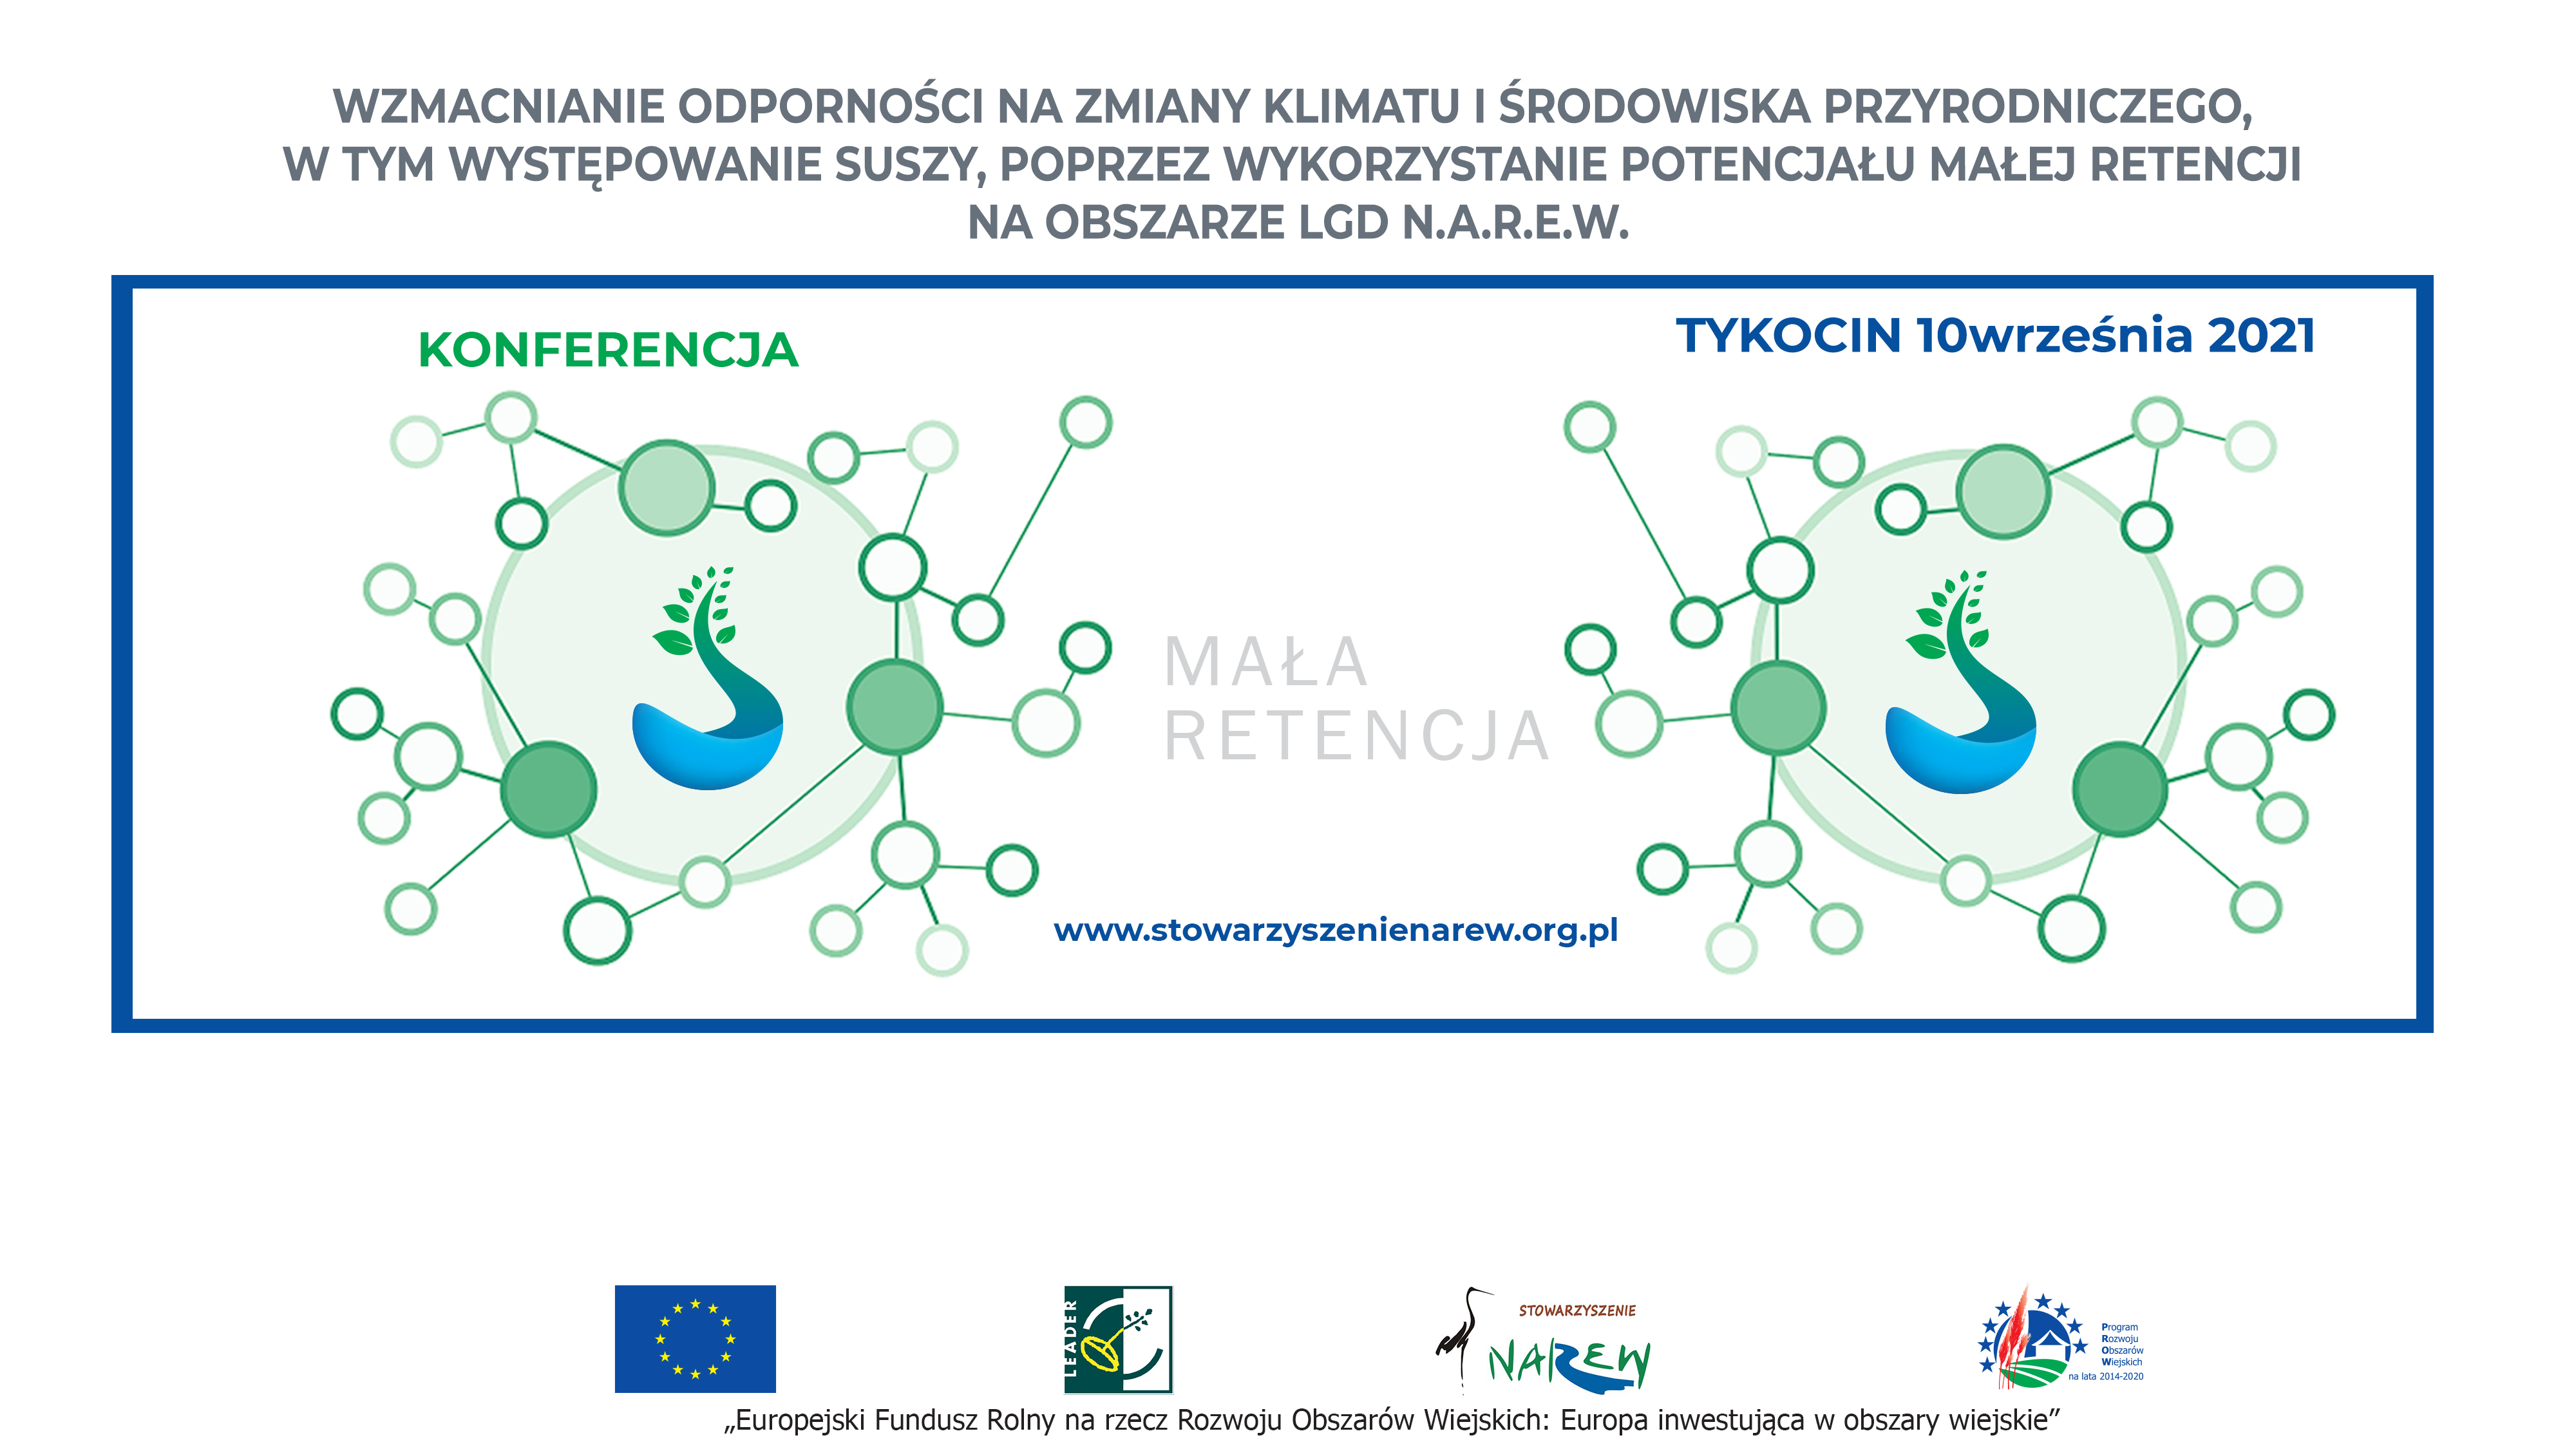 WZMACNIANIE ODPORNOŚCI NA ZMIANY KLIMATU I ŚRODOWISKA PRZYRODNICZEGO,
W TYM WYSTĘPOWANIE SUSZY, POPRZEZ WYKORZYSTANIE POTENCJAŁU MAŁEJ RETENCJI
NA OBSZARZE LGD N.A.R.E.W.
KONFERENCJA
TYKOCIN 10września 2021
MAŁA
RETENCJA
www.stowarzyszenienarew.org.pl
LEADER
STOWARZYSZENIE
NAREW
Program
Rozwoju
Obszarów
Wiejskich
na lata 2014-2020
„Europejski Fundusz Rolny na rzecz Rozwoju Obszarów Wiejskich: Europa inwestująca w obszary wiejskie”